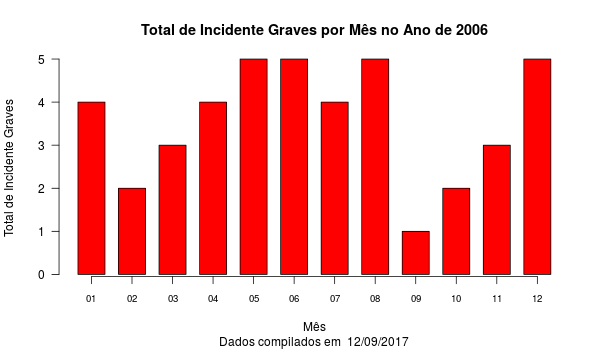 Total de Incidente Graves por Mês no Ano de 2006
Total de Incidente Graves
5
4
3
2
1
0
01 02 03 04 05 06 07 08 09 10 11 12
Mês
Dados compilados em 12/09/2017